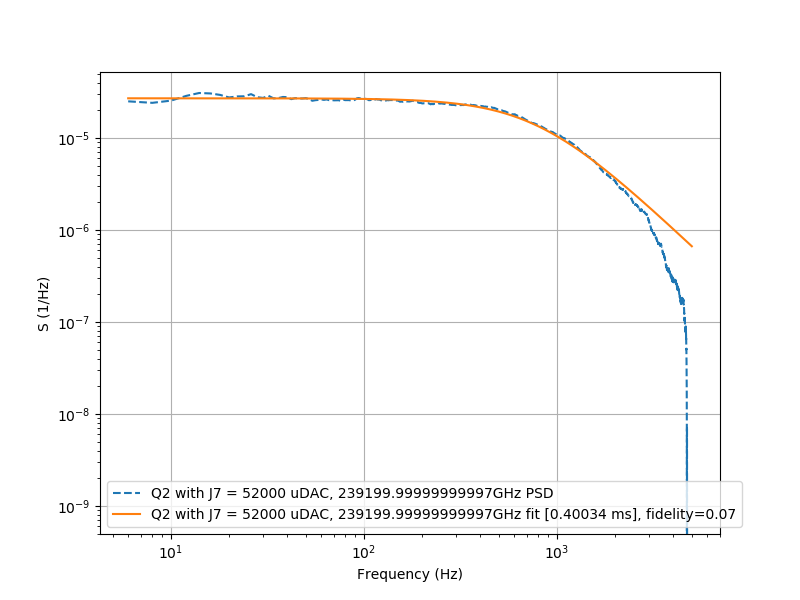 S (1/Hz)
10⁻⁵
10⁻⁶
10⁻⁷
10⁻⁸
10⁻⁹
Q2 with J7 = 52000 uDAC, 239199.99999999997GHz PSD
Q2 with J7 = 52000 uDAC, 239199.99999999997GHz fit [0.40034 ms], fidelity=0.07
10¹ 10² 10³
Frequency (Hz)